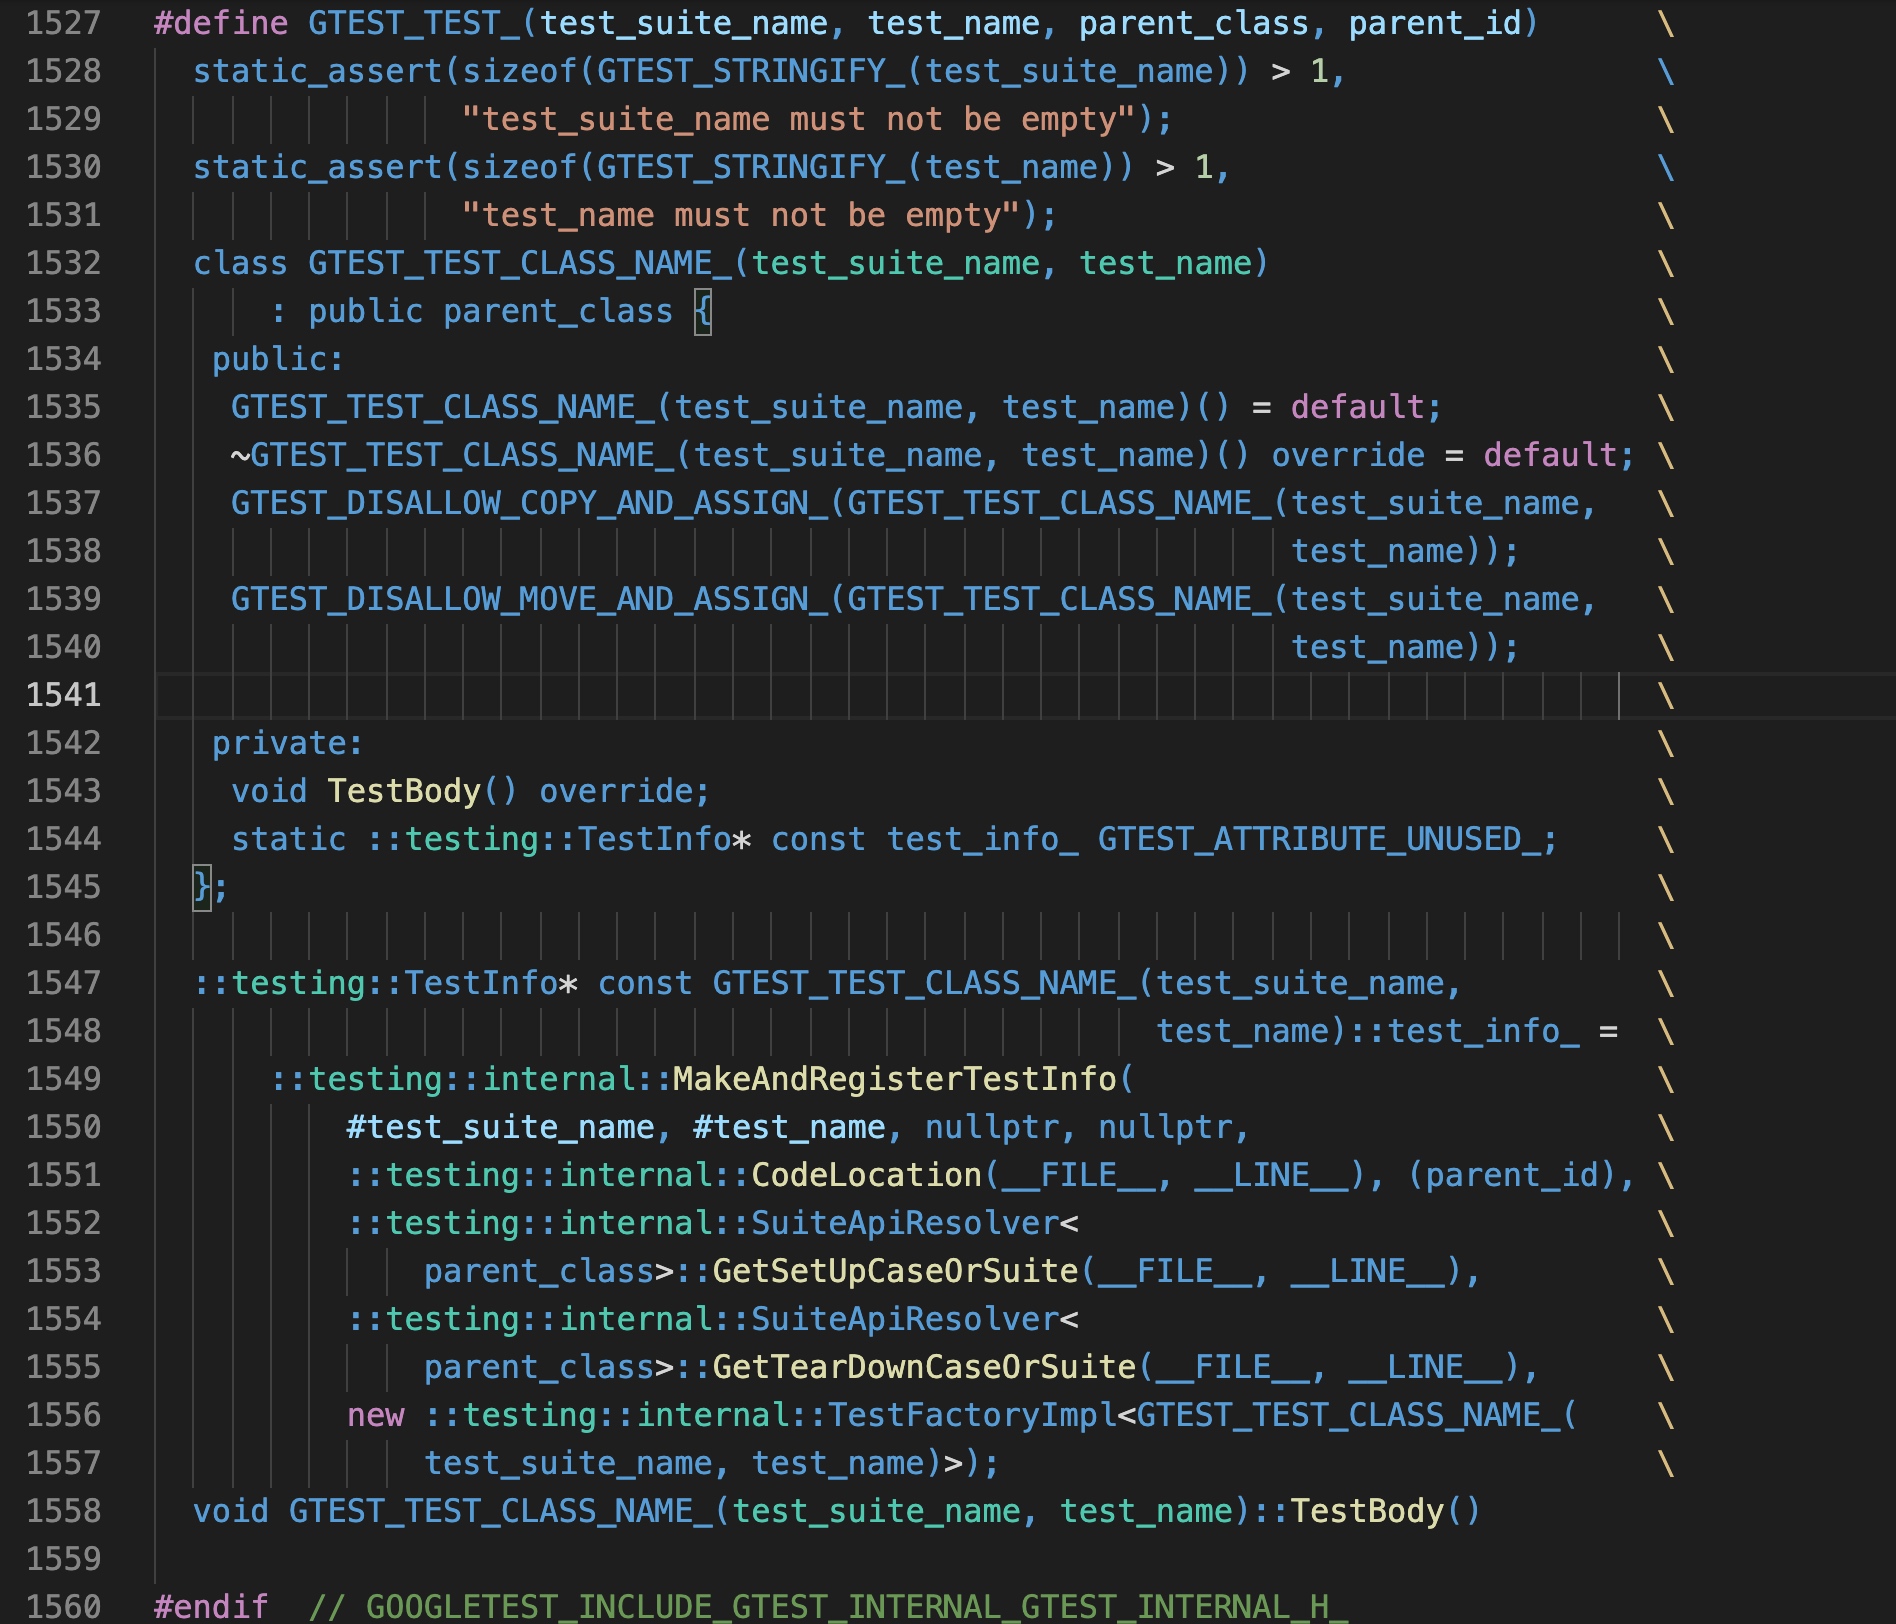 1527 #define GTEST_TEST_(test_suite_name, test_name, parent_class, parent_id) \
1528 static_assert(sizeof(GTEST_STRINGIFY_(test_suite_name)) > 1, \
1529 "test_suite_name must not be empty"); \
1530 static_assert(sizeof(GTEST_STRINGIFY_(test_name)) > 1, \
1531 "test_name must not be empty"); \
1532 class GTEST_TEST_CLASS_NAME_(test_suite_name, test_name) \
1533 : public parent_class { \
1534 public: \
1535 GTEST_TEST_CLASS_NAME_(test_suite_name, test_name)() = default; \
1536 ~GTEST_TEST_CLASS_NAME_(test_suite_name, test_name)() override = default; \
1537 GTEST_DISALLOW_COPY_AND_ASSIGN_(GTEST_TEST_CLASS_NAME_(test_suite_name, \
1538 test_name)); \
1539 GTEST_DISALLOW_MOVE_AND_ASSIGN_(GTEST_TEST_CLASS_NAME_(test_suite_name, \
1540 test_name)); \
1541 \
1542 private: \
1543 void TestBody() override; \
1544 static ::testing::TestInfo* const test_info_ GTEST_ATTRIBUTE_UNUSED_; \
1545 }; \
1546 \
1547 ::testing::TestInfo* const GTEST_TEST_CLASS_NAME_(test_suite_name, \
1548 test_name)::test_info_ = \
1549 ::testing::internal::MakeAndRegisterTestInfo( \
1550 #test_suite_name, #test_name, nullptr, nullptr, \
1551 ::testing::internal::CodeLocation(__FILE__, __LINE__), (parent_id), \
1552 ::testing::internal::SuiteApiResolver< \
1553 parent_class>::GetSetUpCaseOrSuite(__FILE__, __LINE__), \
1554 ::testing::internal::SuiteApiResolver< \
1555 parent_class>::GetTearDownCaseOrSuite(__FILE__, __LINE__), \
1556 new ::testing::internal::TestFactoryImpl<GTEST_TEST_CLASS_NAME_( \
1557 test_suite_name, test_name)>); \
1558 void GTEST_TEST_CLASS_NAME_(test_suite_name, test_name)::TestBody()
1559
1560 #endif // GOOGLETEST_INCLUDE_GTEST_INTERNAL_GTEST_INTERNAL_H_